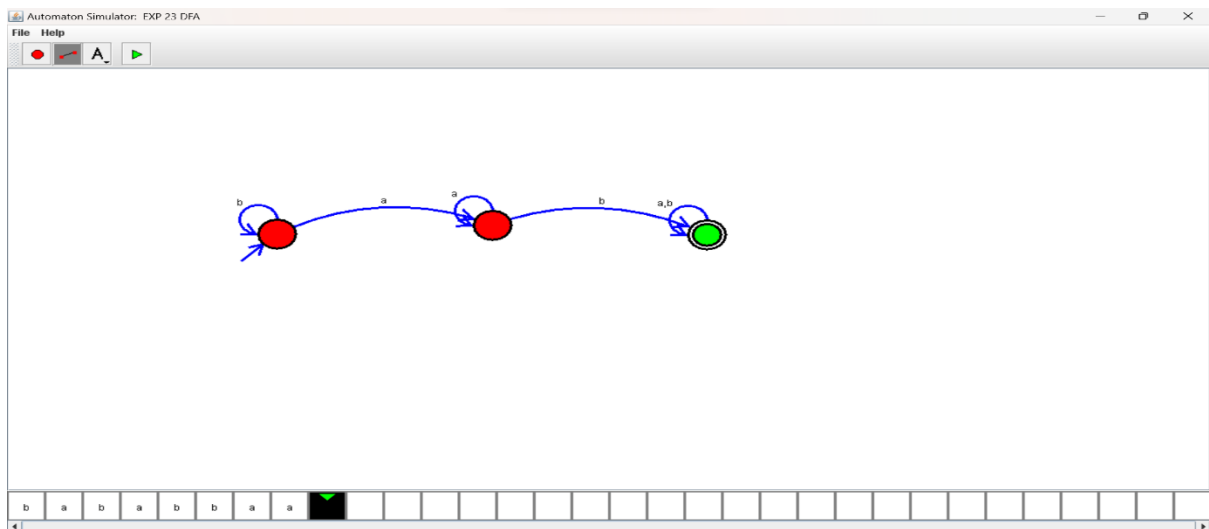 Automaton Simulator: EXP 23 DFA
File Help
A
b a a b a,b
b a b a b b a a